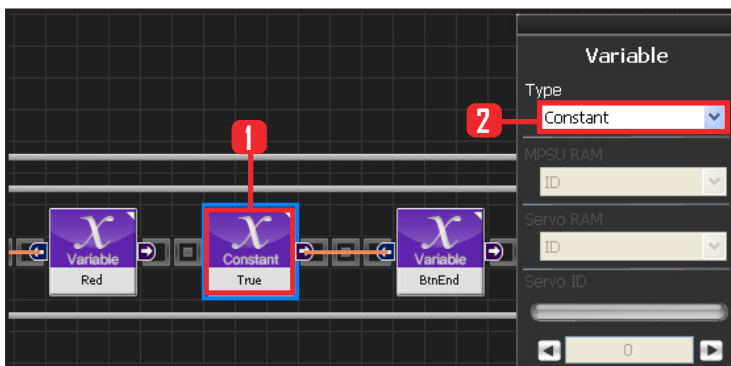 1
x
Variable
Red
x
Constant
True
x
Variable
BtnEnd
Variable
Type
2
Constant
MPSU RAM
ID
Servo RAM
ID
Servo ID
0